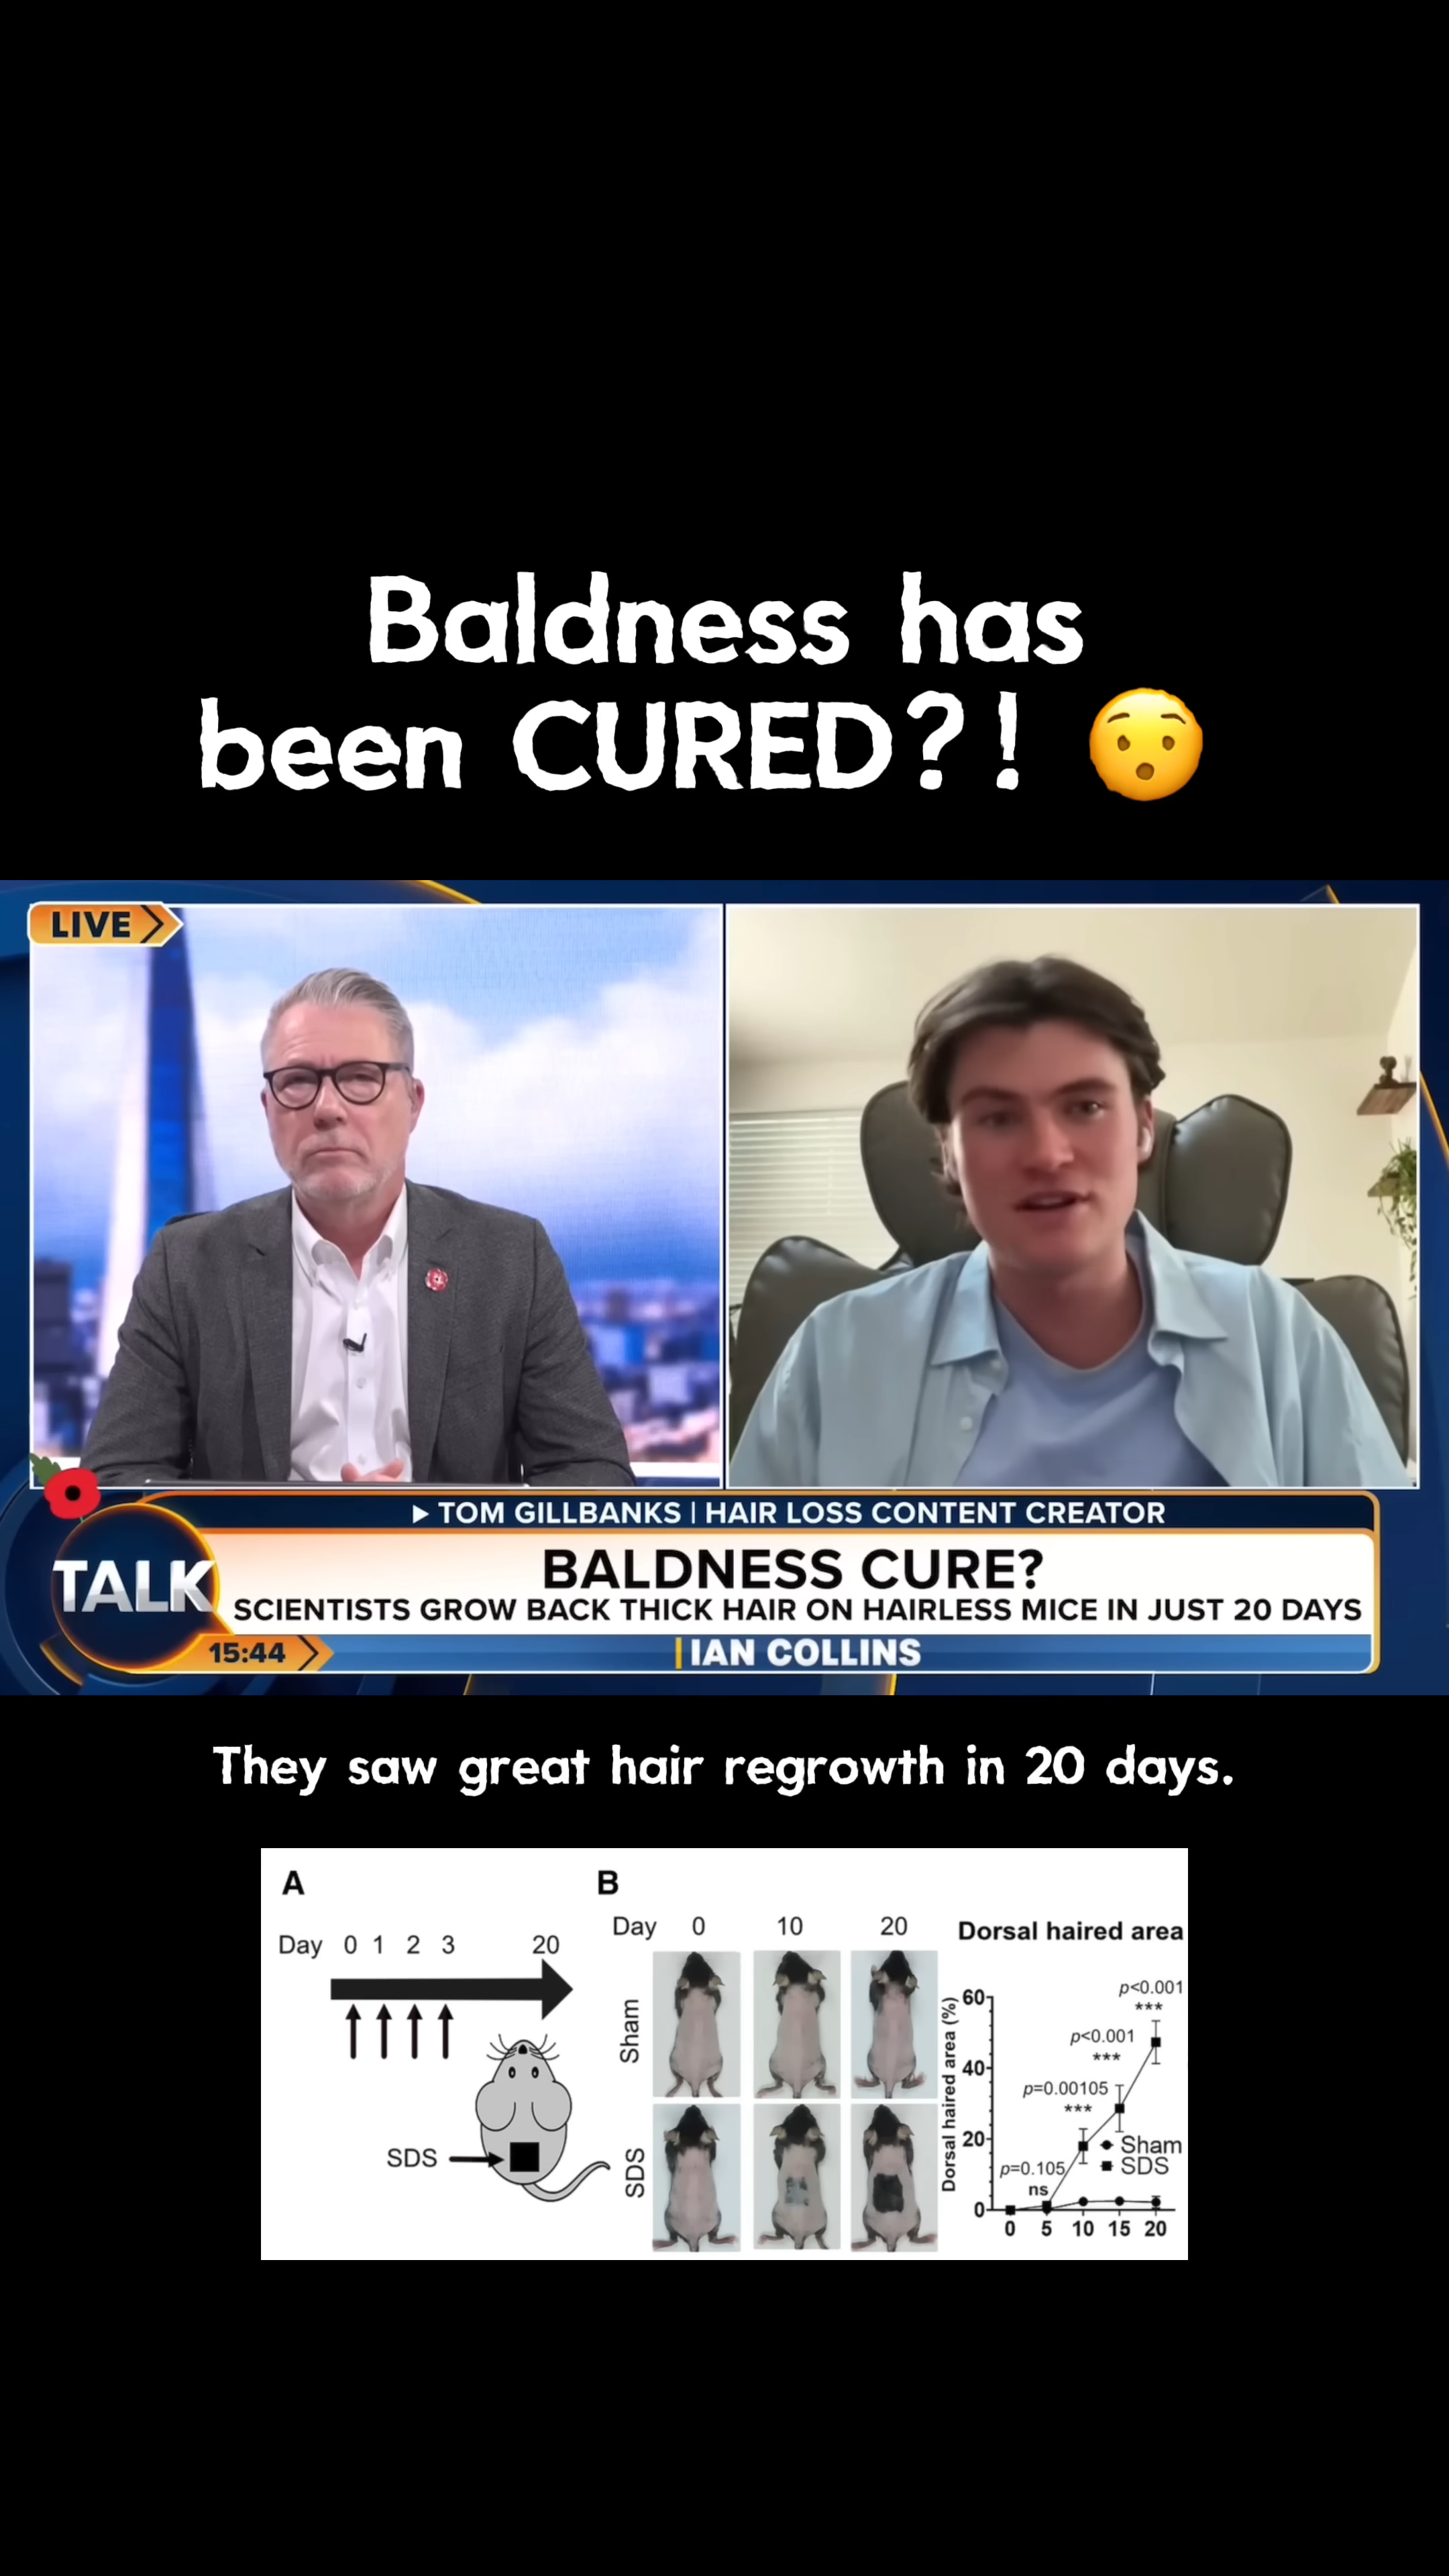 Baldness has
been CURED?! 😯
LIVE
▶ TOM GILLBANKS | HAIR LOSS CONTENT CREATOR
TALK
BALDNESS CURE?
SCIENTISTS GROW BACK THICK HAIR ON HAIRLESS MICE IN JUST 20 DAYS
15:44
IAN COLLINS
They saw great hair regrowth in 20 days.
A
Day 0 1 2 3 20
SDS
B
Day 0 10 20
Sham
SDS
Dorsal haired area
Dorsal haired area (%)
60
40
20
0
p<0.001
***
p<0.001
***
p=0.00105
***
p=0.105
ns
Sham
SDS
0 5 10 15 20